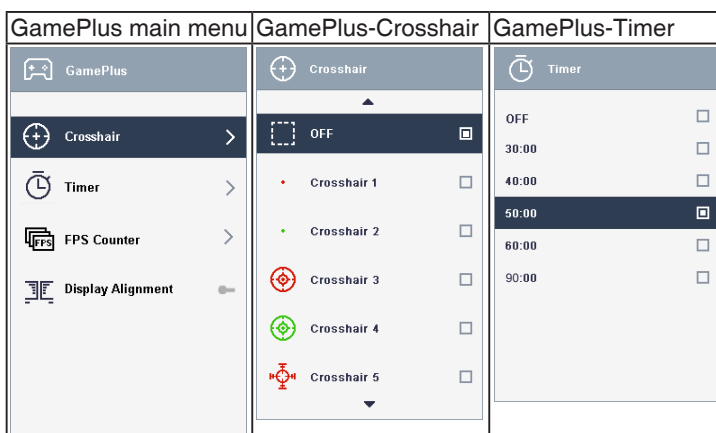 GamePlus main menu
GamePlus-Crosshair
GamePlus-Timer
GamePlus
Crosshair
Timer
FPS
FPS Counter
Display Alignment
Crosshair
OFF
Crosshair 1
Crosshair 2
Crosshair 3
Crosshair 4
Crosshair 5
Timer
OFF
30:00
40:00
50:00
60:00
90:00